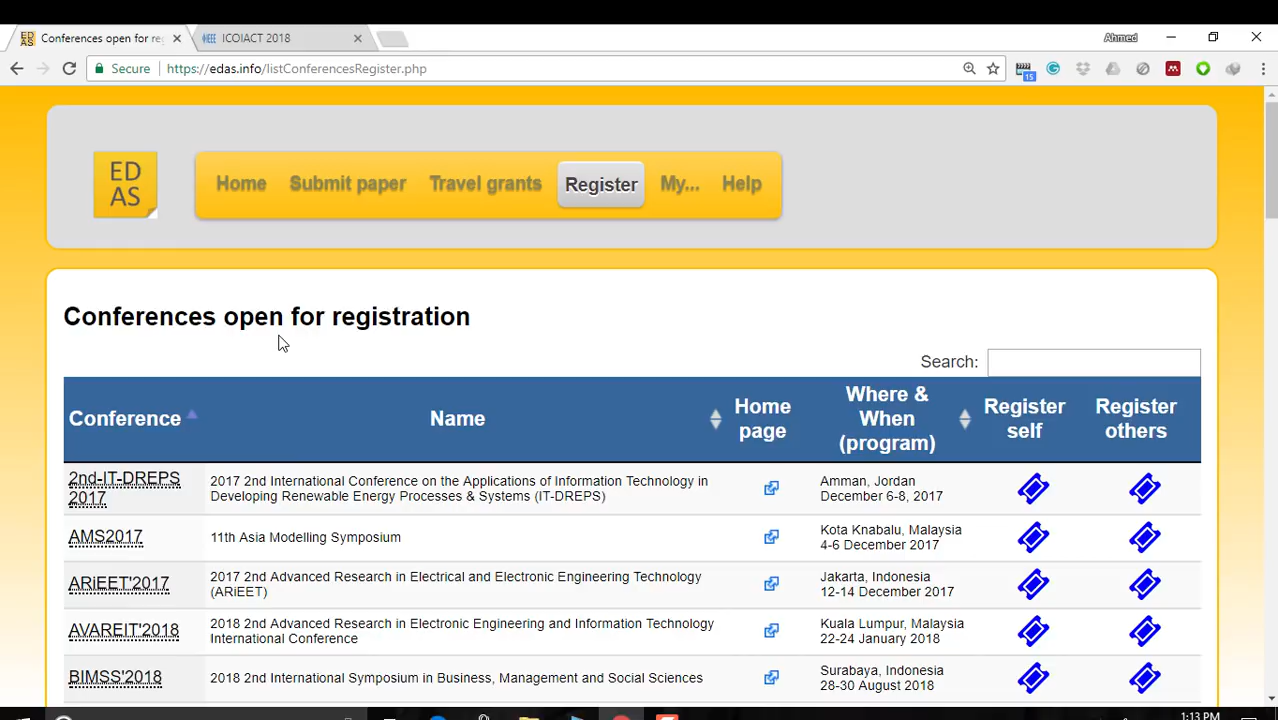 Conferences open for re
ICOIACT 2018
Ahmed
Secure
https://edas.info/listConferencesRegister.php
15
ED
AS
Home
Submit paper
Travel grants
Register
My...
Help
Conferences open for registration
Search:
Conference
Name
Home
page
Where &
When
(program)
Register
self
Register
others
2nd-IT-DREPS
2017
2017 2nd International Conference on the Applications of Information Technology in
Developing Renewable Energy Processes & Systems (IT-DREPS)
Amman, Jordan
December 6-8, 2017
AMS2017
11th Asia Modelling Symposium
Kota Knabalu, Malaysia
4-6 December 2017
ARiEET'2017
2017 2nd Advanced Research in Electrical and Electronic Engineering Technology
(ARiEET)
Jakarta, Indonesia
12-14 December 2017
AVAREIT'2018
2018 2nd Advanced Research in Electronic Engineering and Information Technology
International Conference
Kuala Lumpur, Malaysia
22-24 January 2018
BIMSS'2018
2018 2nd International Symposium in Business, Management and Social Sciences
Surabaya, Indonesia
28-30 August 2018
1:13 PM